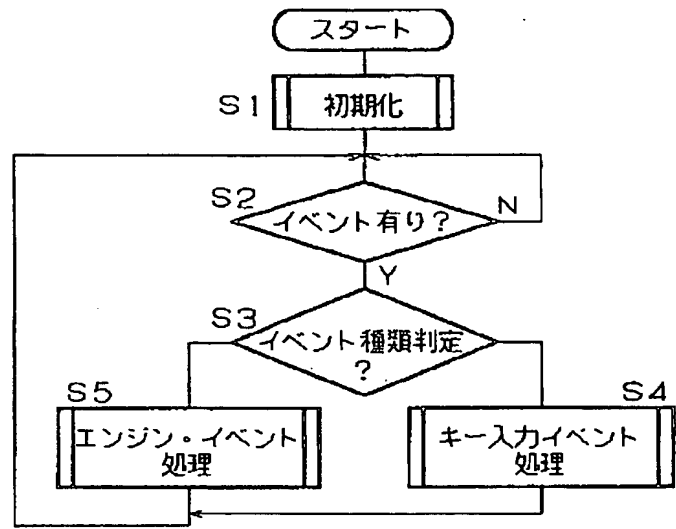 スタート
S1
初期化
S2
イベント有り?
N
Y
S3
イベント種類判定
?
S5
エンジン・イベント
処理
S4
キー入力イベント
処理